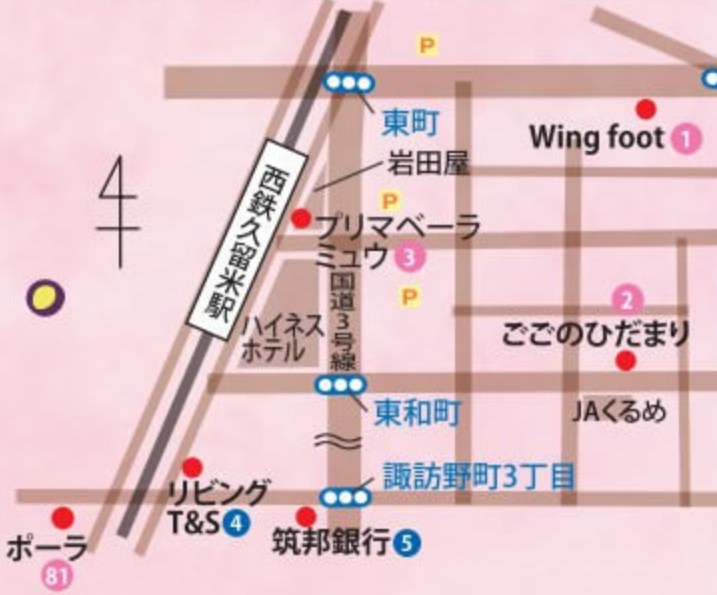 P
東町
Wing foot 1
岩田屋
西鉄久留米駅
P
プリマベーラ
ミュウ 3
国道3号線
P
2
ごごのひだまり
ハイネス
ホテル
東和町
JAくるめ
諏訪野町3丁目
リビング
T&S 4
筑邦銀行 5
ポーラ
81